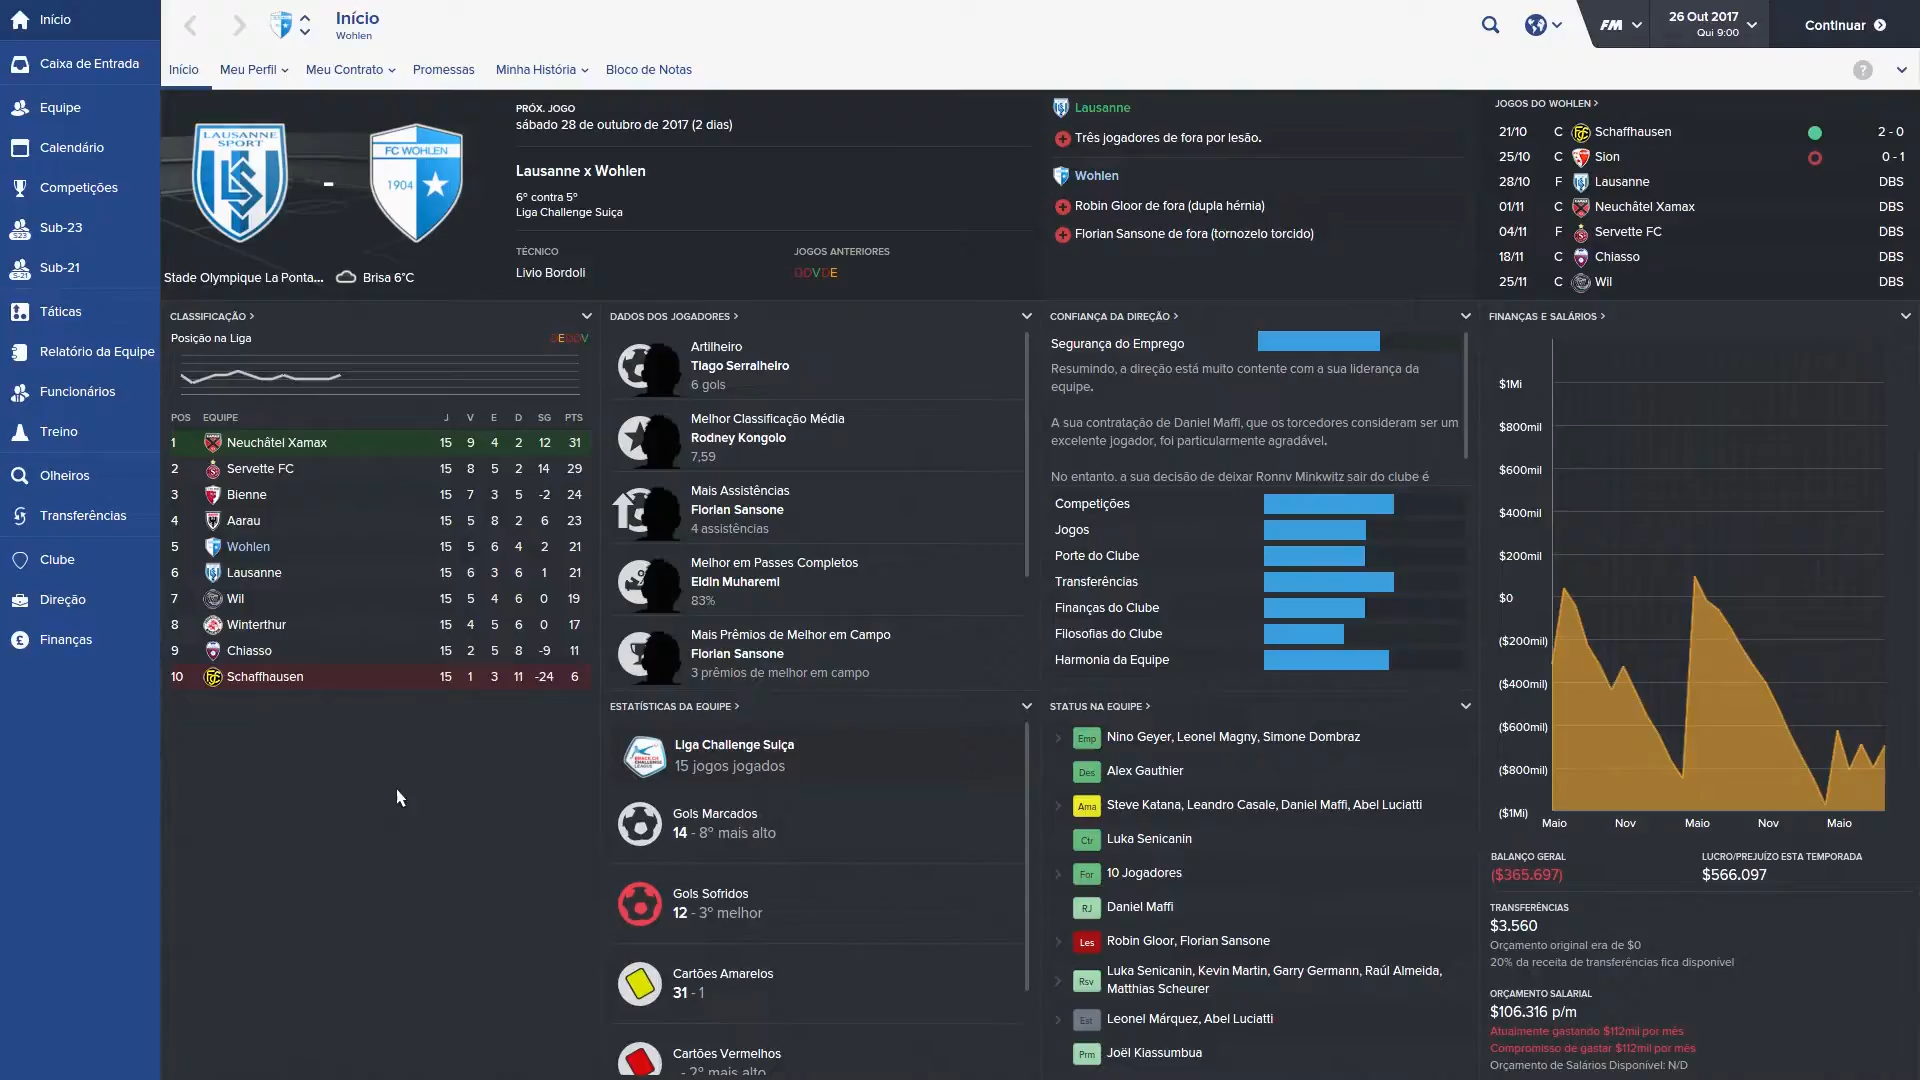 Início
Caixa de Entrada
Equipe
Calendário
Competições
Sub-23
Sub-21
Táticas
Relatório da Equipe
Funcionários
Treino
Olheiros
Transferências
Clube
Direção
Finanças
Início
Wohlen
FM
26 Out 2017
Qui 9:00
Continuar
Início
Meu Perfil
Meu Contrato
Promessas
Minha História
Bloco de Notas
?
LAUSANNE
SPORT
FC WOHLEN
1904
-
Stade Olympique La Ponta...
Brisa 6°C
PRÓX. JOGO
sábado 28 de outubro de 2017 (2 dias)
Lausanne x Wohlen
6º contra 5º
Liga Challenge Suiça
TÉCNICO
Livio Bordoli
JOGOS ANTERIORES
DDVDE
Lausanne
Três jogadores de fora por lesão.
Wohlen
Robin Gloor de fora (dupla hérnia)
Florian Sansone de fora (tornozelo torcido)
JOGOS DO WOHLEN >
21/10 C Schaffhausen 2 - 0
25/10 C Sion 0 - 1
28/10 F Lausanne DBS
01/11 C Neuchâtel Xamax DBS
04/11 F Servette FC DBS
18/11 C Chiasso DBS
25/11 C Wil DBS
CLASSIFICAÇÃO >
Posição na Liga
DEDDV
POS EQUIPE J V E D SG PTS
1 Neuchâtel Xamax 15 9 4 2 12 31
2 Servette FC 15 8 5 2 14 29
3 Bienne 15 7 3 5 -2 24
4 Aarau 15 5 8 2 6 23
5 Wohlen 15 5 6 4 2 21
6 Lausanne 15 6 3 6 1 21
7 Wil 15 5 4 6 0 19
8 Winterthur 15 4 5 6 0 17
9 Chiasso 15 2 5 8 -9 11
10 Schaffhausen 15 1 3 11 -24 6
DADOS DOS JOGADORES >
Artilheiro
Tiago Serralheiro
6 gols
Melhor Classificação Média
Rodney Kongolo
7,59
Mais Assistências
Florian Sansone
4 assistências
Melhor em Passes Completos
Eldin Muharemi
83%
Mais Prêmios de Melhor em Campo
Florian Sansone
3 prêmios de melhor em campo
ESTATÍSTICAS DA EQUIPE >
Liga Challenge Suiça
15 jogos jogados
Gols Marcados
14 - 8º mais alto
Gols Sofridos
12 - 3º melhor
Cartões Amarelos
31 - 1
Cartões Vermelhos
- 2º mais alto
CONFIANÇA DA DIREÇÃO >
Segurança do Emprego
Resumindo, a direção está muito contente com a sua liderança da
equipe.
A sua contratação de Daniel Maffi, que os torcedores consideram ser um
excelente jogador, foi particularmente agradável.
No entanto, a sua decisão de deixar Ronny Minkwitz sair do clube é
Competições
Jogos
Porte do Clube
Transferências
Finanças do Clube
Filosofias do Clube
Harmonia da Equipe
STATUS NA EQUIPE >
Emp Nino Geyer, Leonel Magny, Simone Dombraz
Des Alex Gauthier
Ama Steve Katana, Leandro Casale, Daniel Maffi, Abel Luciatti
Ctr Luka Senicanin
For 10 Jogadores
RJ Daniel Maffi
Les Robin Gloor, Florian Sansone
Rsv Luka Senicanin, Kevin Martin, Garry Germann, Raúl Almeida,
Matthias Scheurer
Est Leonel Márquez, Abel Luciatti
Prm Joël Kiassumbua
FINANÇAS E SALÁRIOS >
$1Mi
$800mil
$600mil
$400mil
$200mil
$0
($200mil)
($400mil)
($600mil)
($800mil)
($1Mi)
Maio Nov Maio Nov Maio
BALANÇO GERAL
($365.697)
LUCRO/PREJUÍZO ESTA TEMPORADA
$566.097
TRANSFERÊNCIAS
$3.560
Orçamento original era de $0
20% da receita de transferências fica disponível
ORÇAMENTO SALARIAL
$106.316 p/m
Atualmente gastando $112mil por mês
Compromisso de gastar $112mil por mês
Orçamento de Salários Disponível: N/D